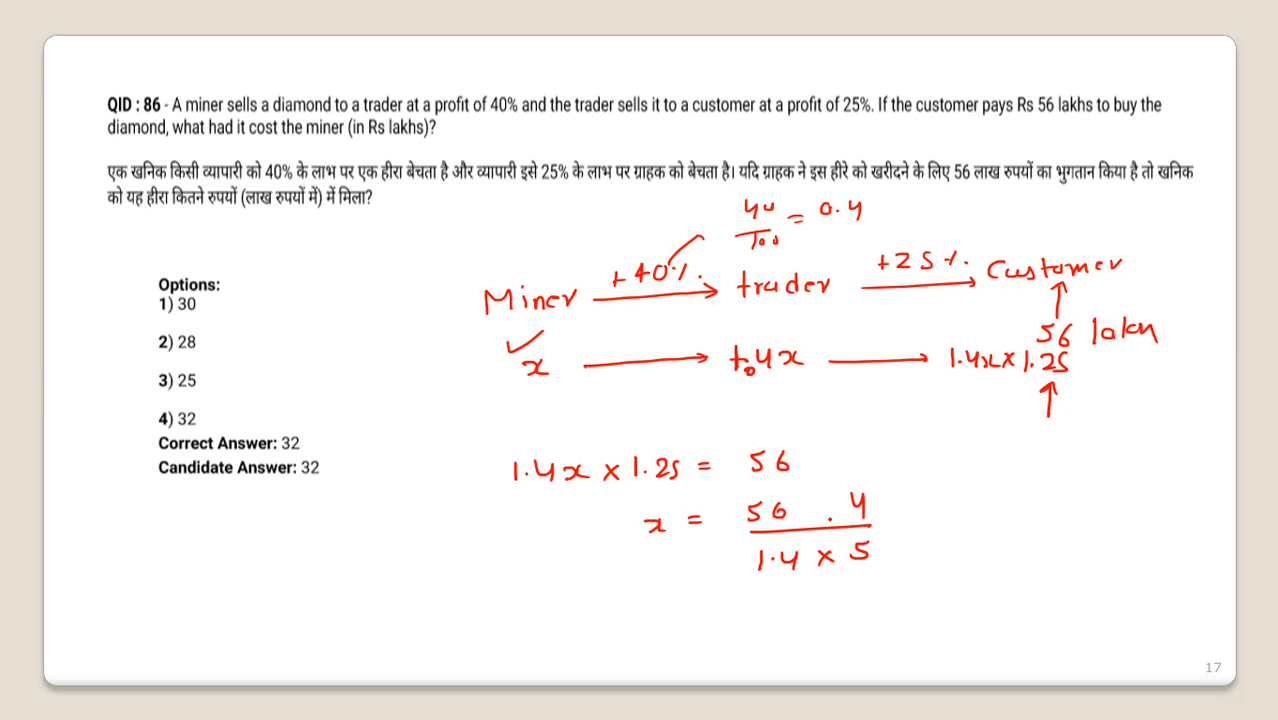 QID : 86 - A miner sells a diamond to a trader at a profit of 40% and the trader sells it to a customer at a profit of 25%. If the customer pays Rs 56 lakhs to buy the
diamond, what had it cost the miner (in Rs lakhs)?
एक खनिक किसी व्यापारी को 40% के लाभ पर एक हीरा बेचता है और व्यापारी इसे 25% के लाभ पर ग्राहक को बेचता है। यदि ग्राहक ने इस हीरे को खरीदने के लिए 56 लाख रुपयों का भुगतान किया है तो खनिक
को यह हीरा कितने रुपयों (लाख रुपयों में) में मिला?
40/100 = 0.4
Miner +40% trader +25% Customer
56 lakh
x 1.4x 1.4x × 1.25
Options:
1) 30
2) 28
3) 25
4) 32
Correct Answer: 32
Candidate Answer: 32
1.4x × 1.25 = 56
x = 56 . 4
1.4 × 5
17